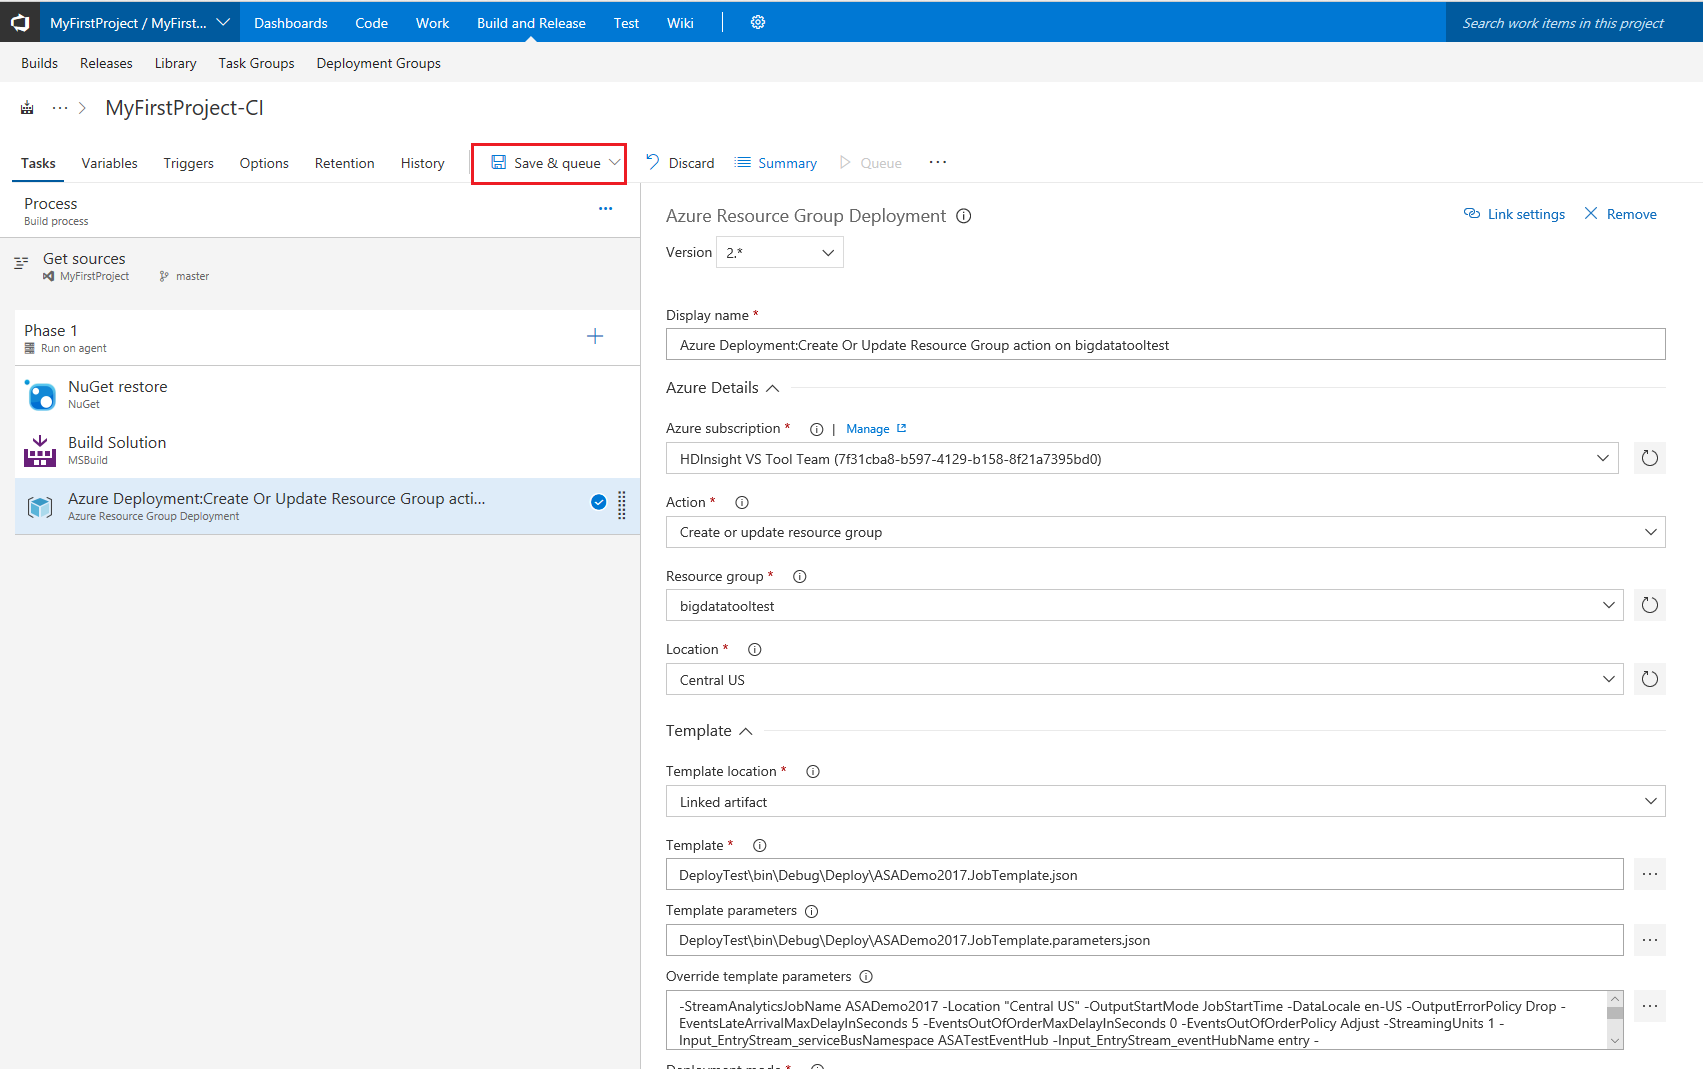 MyFirstProject / MyFirst...
Dashboards
Code
Work
Build and Release
Test
Wiki
Search work items in this project
Builds
Releases
Library
Task Groups
Deployment Groups
··· > MyFirstProject-CI
Tasks
Variables
Triggers
Options
Retention
History
Save & queue
Discard
Summary
Queue
···
Process
Build process
···
Get sources
MyFirstProject
master
Phase 1
Run on agent
NuGet restore
NuGet
Build Solution
MSBuild
Azure Deployment:Create Or Update Resource Group acti...
Azure Resource Group Deployment
Azure Resource Group Deployment
Link settings
Remove
Version 2.*
Display name *
Azure Deployment:Create Or Update Resource Group action on bigdatatooltest
Azure Details
Azure subscription * | Manage
HDInsight VS Tool Team (7f31cba8-b597-4129-b158-8f21a7395bd0)
Action *
Create or update resource group
Resource group *
bigdatatooltest
Location *
Central US
Template
Template location *
Linked artifact
Template *
DeployTest\bin\Debug\Deploy\ASADemo2017.JobTemplate.json
···
Template parameters
DeployTest\bin\Debug\Deploy\ASADemo2017.JobTemplate.parameters.json
···
Override template parameters
-StreamAnalyticsJobName ASADemo2017 -Location "Central US" -OutputStartMode JobStartTime -DataLocale en-US -OutputErrorPolicy Drop -
EventsLateArrivalMaxDelayInSeconds 5 -EventsOutOfOrderMaxDelayInSeconds 0 -EventsOutOfOrderPolicy Adjust -StreamingUnits 1 -
Input_EntryStream_serviceBusNamespace ASATestEventHub -Input_EntryStream_eventHubName entry -
···
Deployment mode *